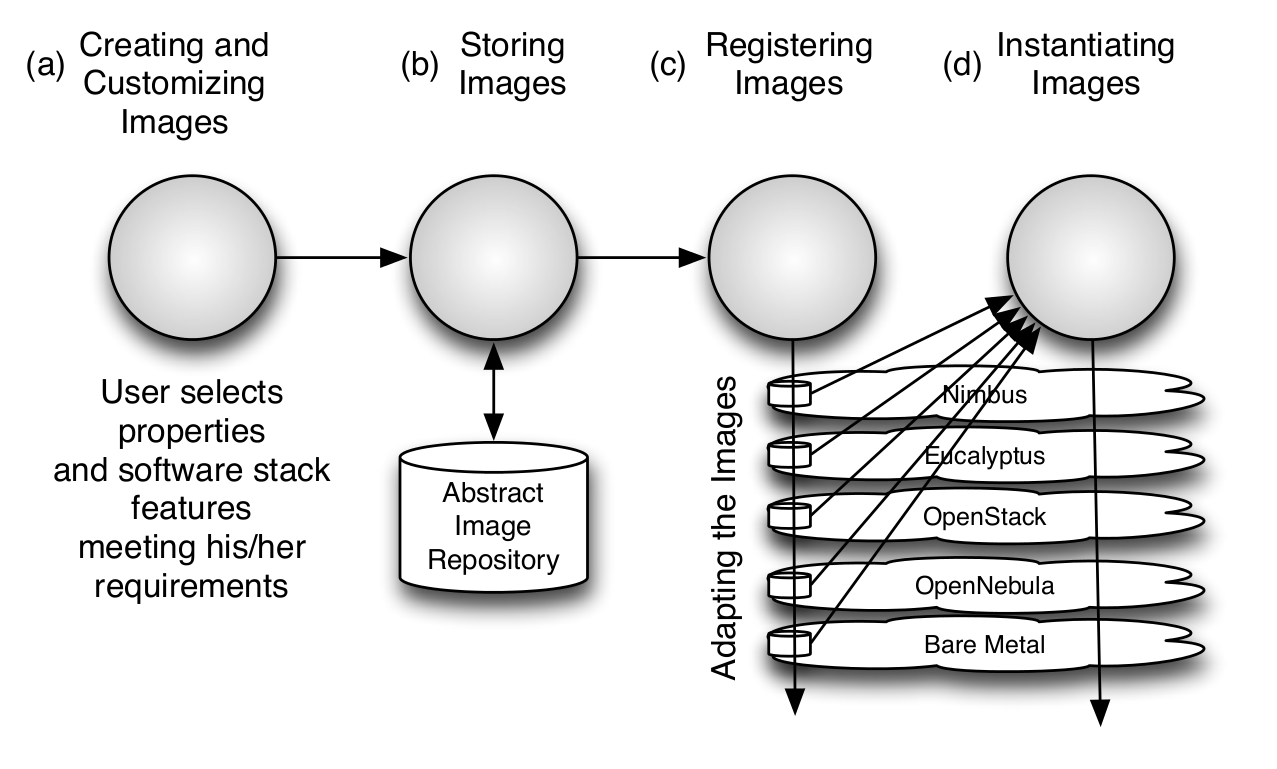 (a) Creating and
Customizing
Images
(b) Storing
Images
(c) Registering
Images
(d) Instantiating
Images
User selects
properties
and software stack
features
meeting his/her
requirements
Abstract
Image
Repository
Adapting the Images
Nimbus
Eucalyptus
OpenStack
OpenNebula
Bare Metal